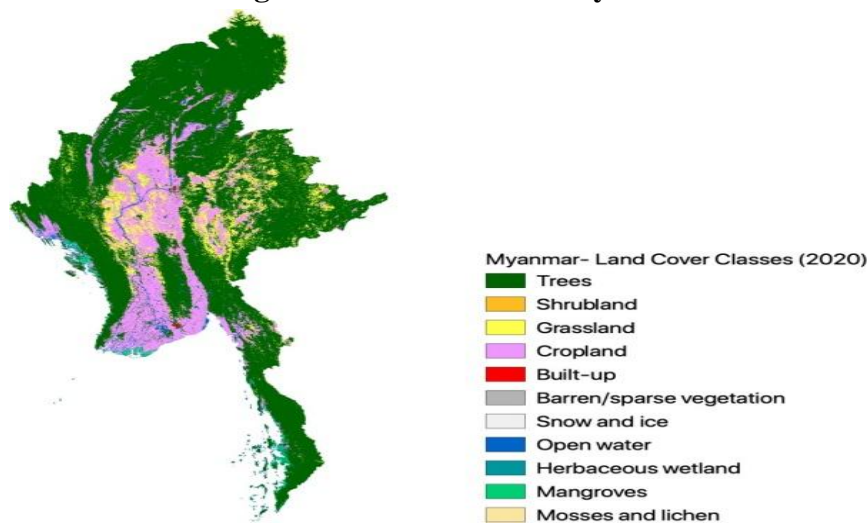 Myanmar- Land Cover Classes (2020)
Trees
Shrubland
Grassland
Cropland
Built-up
Barren/sparse vegetation
Snow and ice
Open water
Herbaceous wetland
Mangroves
Mosses and lichen